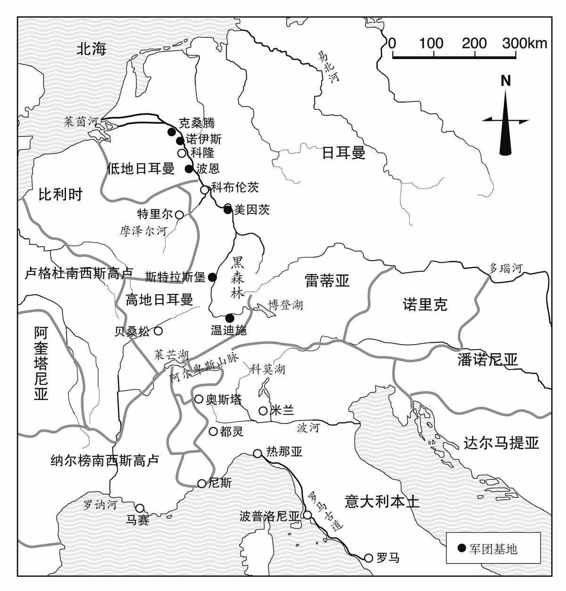 北海
易北河
0 100 200 300km
N
莱茵河
克桑腾
诺伊斯
科隆
日耳曼
低地日耳曼
波恩
比利时
科布伦茨
特里尔
美因茨
摩泽尔河
卢格杜南西斯高卢
斯特拉斯堡
黑森林
雷蒂亚
多瑙河
高地日耳曼
博登湖
诺里克
贝桑松
温迪施
阿奎塔尼亚
莱芒湖
阿尔卑斯山脉
科莫湖
潘诺尼亚
奥斯塔
米兰
都灵
波河
达尔马提亚
纳尔榜南西斯高卢
热那亚
尼斯
罗讷河
马赛
波普洛尼亚
罗马古道
意大利本土
军团基地
罗马